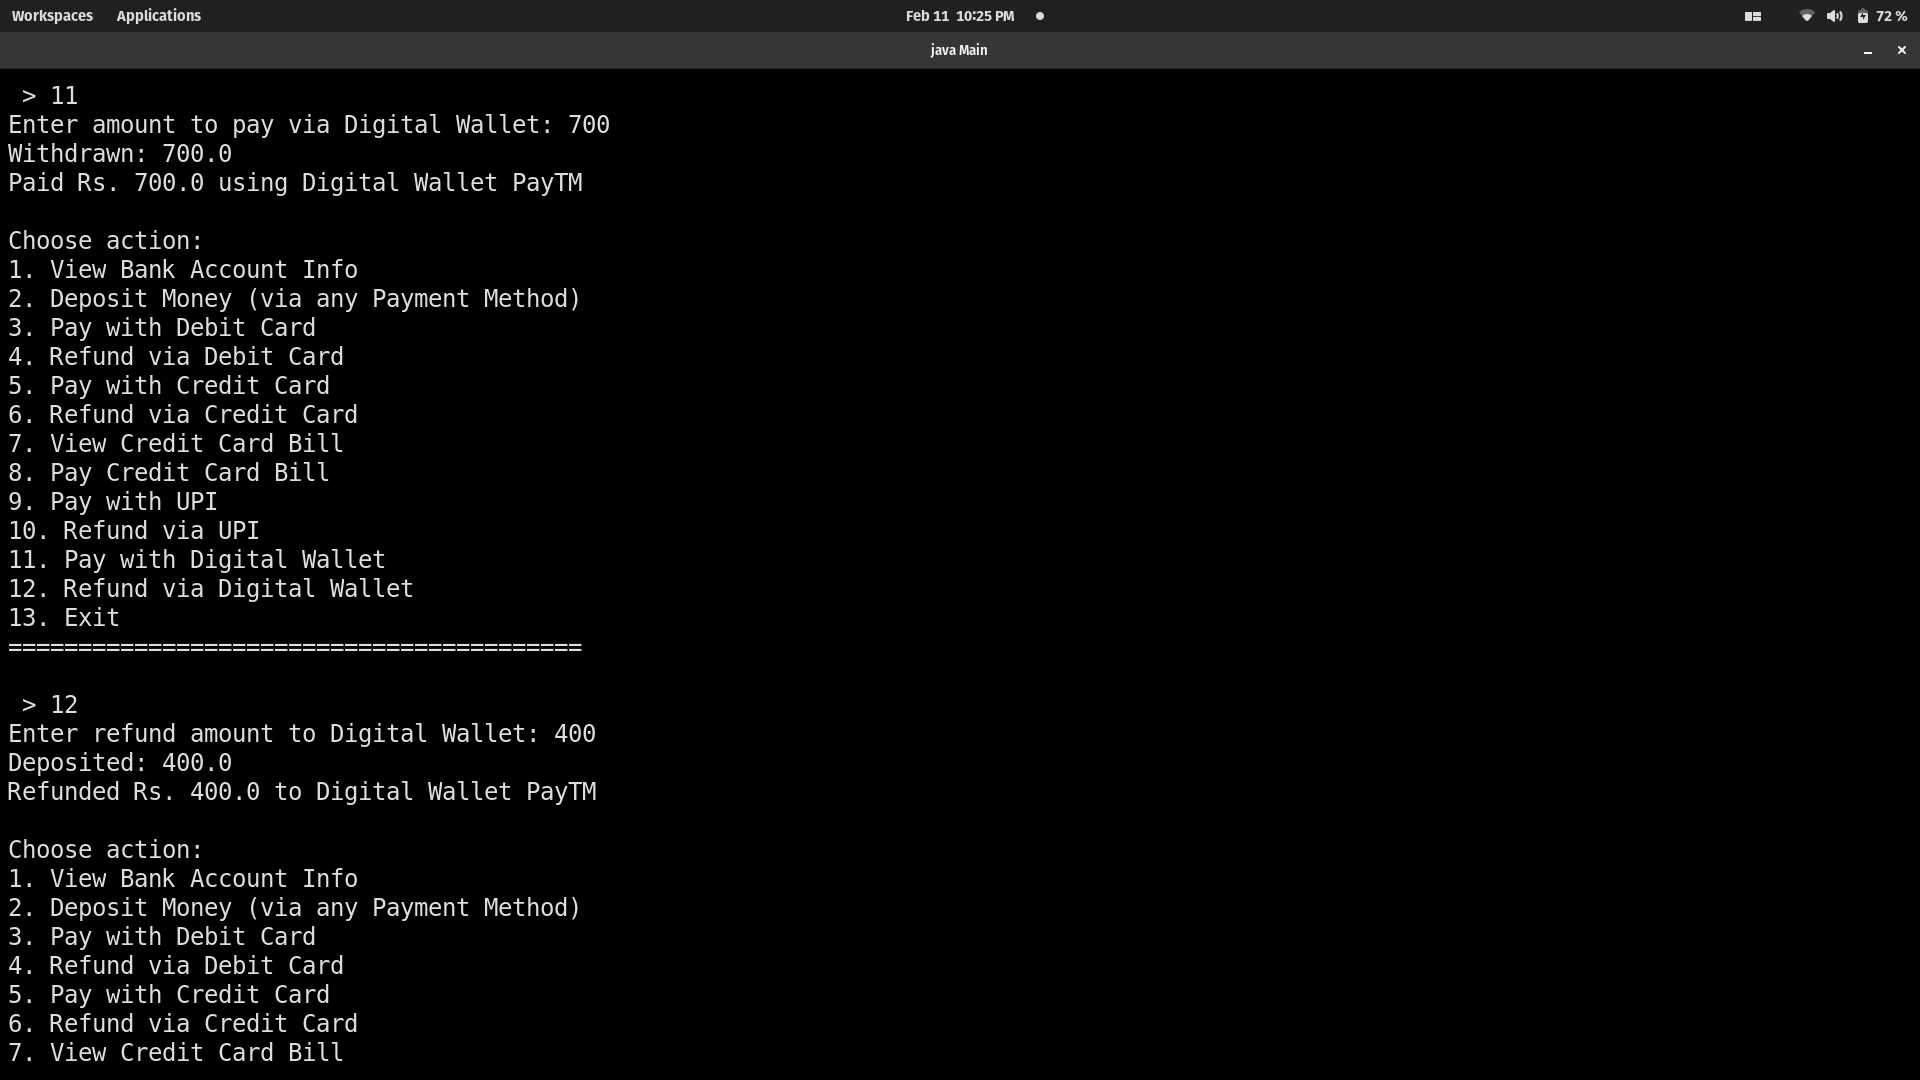 Workspaces Applications Feb 11 10:25 PM 72 %
java Main
> 11
Enter amount to pay via Digital Wallet: 700
Withdrawn: 700.0
Paid Rs. 700.0 using Digital Wallet PayTM
Choose action:
1. View Bank Account Info
2. Deposit Money (via any Payment Method)
3. Pay with Debit Card
4. Refund via Debit Card
5. Pay with Credit Card
6. Refund via Credit Card
7. View Credit Card Bill
8. Pay Credit Card Bill
9. Pay with UPI
10. Refund via UPI
11. Pay with Digital Wallet
12. Refund via Digital Wallet
13. Exit
=========================================
> 12
Enter refund amount to Digital Wallet: 400
Deposited: 400.0
Refunded Rs. 400.0 to Digital Wallet PayTM
Choose action:
1. View Bank Account Info
2. Deposit Money (via any Payment Method)
3. Pay with Debit Card
4. Refund via Debit Card
5. Pay with Credit Card
6. Refund via Credit Card
7. View Credit Card Bill